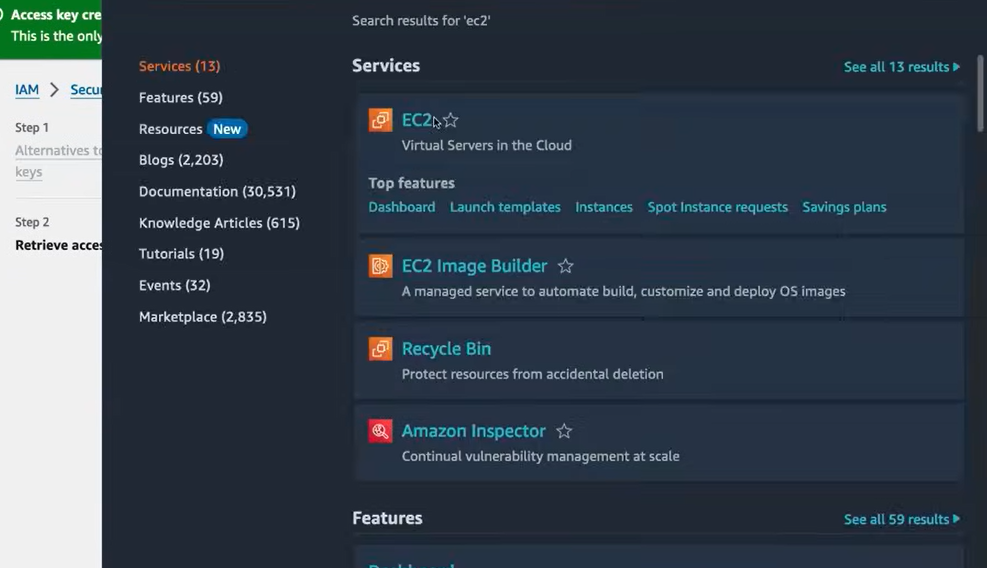 Access key cre
This is the only
IAM
Secu
Step 1
Alternatives to
keys
Step 2
Retrieve acces
Search results for 'ec2'
Services (13)
Features (59)
Resources New
Blogs (2,203)
Documentation (30,531)
Knowledge Articles (615)
Tutorials (19)
Events (32)
Marketplace (2,835)
Services
See all 13 results
EC2
Virtual Servers in the Cloud
Top features
Dashboard Launch templates Instances Spot Instance requests Savings plans
EC2 Image Builder
A managed service to automate build, customize and deploy OS images
Recycle Bin
Protect resources from accidental deletion
Amazon Inspector
Continual vulnerability management at scale
Features
See all 59 results
Dashboard